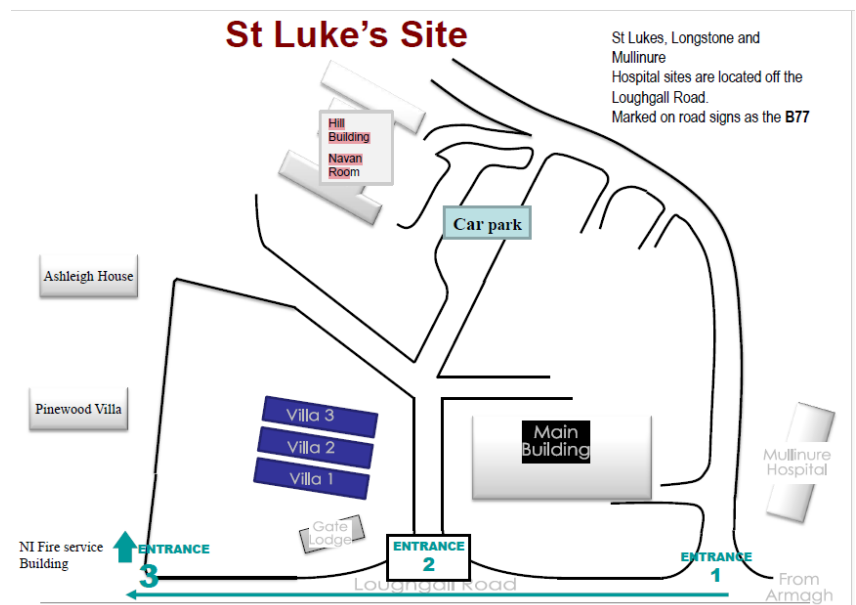 St Luke's Site
St Lukes, Longstone and
Mullinure
Hospital sites are located off the
Loughgall Road.
Marked on road signs as the B77
Hill
Building
Navan
Room
Car park
Ashleigh House
Pinewood Villa
Villa 3
Villa 2
Villa 1
Main
Building
Mullinure
Hospital
Gate
Lodge
NI Fire service
Building
ENTRANCE
3
ENTRANCE
2
ENTRANCE
1
Loughgall Road
From
Armagh